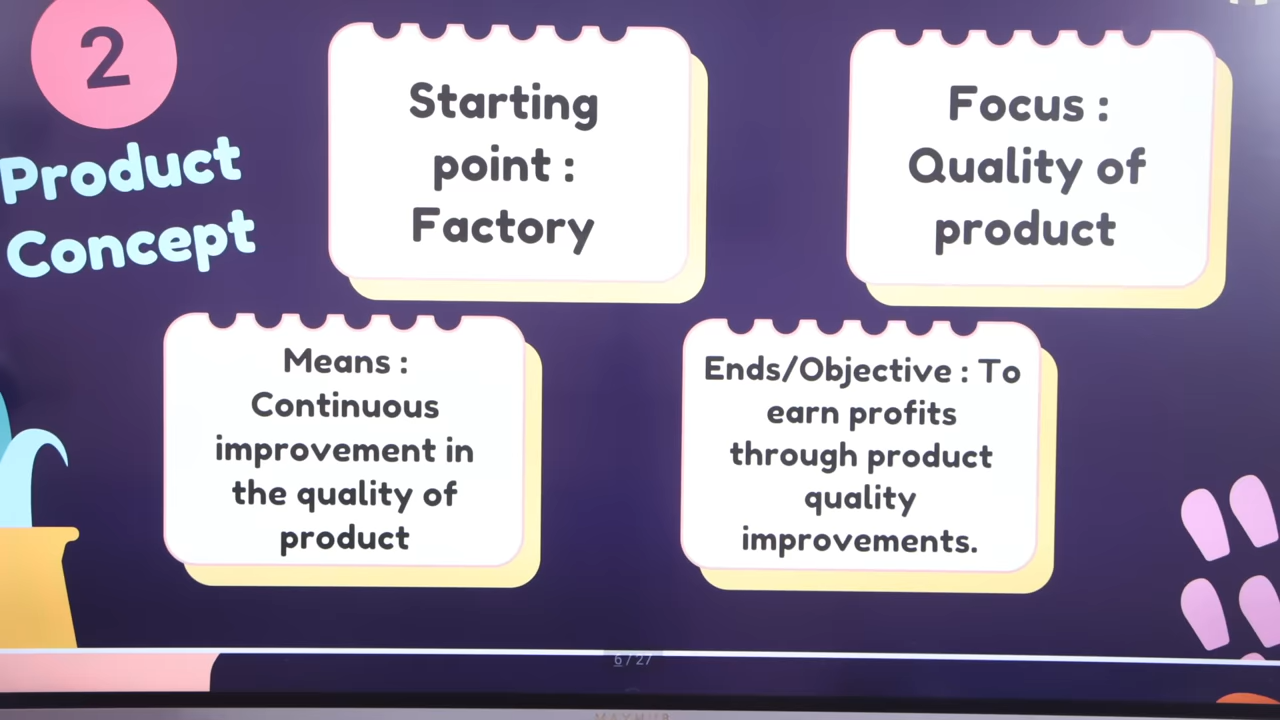 2
Product
Concept
Starting
point :
Factory
Focus :
Quality of
product
Means :
Continuous
improvement in
the quality of
product
Ends/Objective : To
earn profits
through product
quality
improvements.
6 / 27
MAXHUB